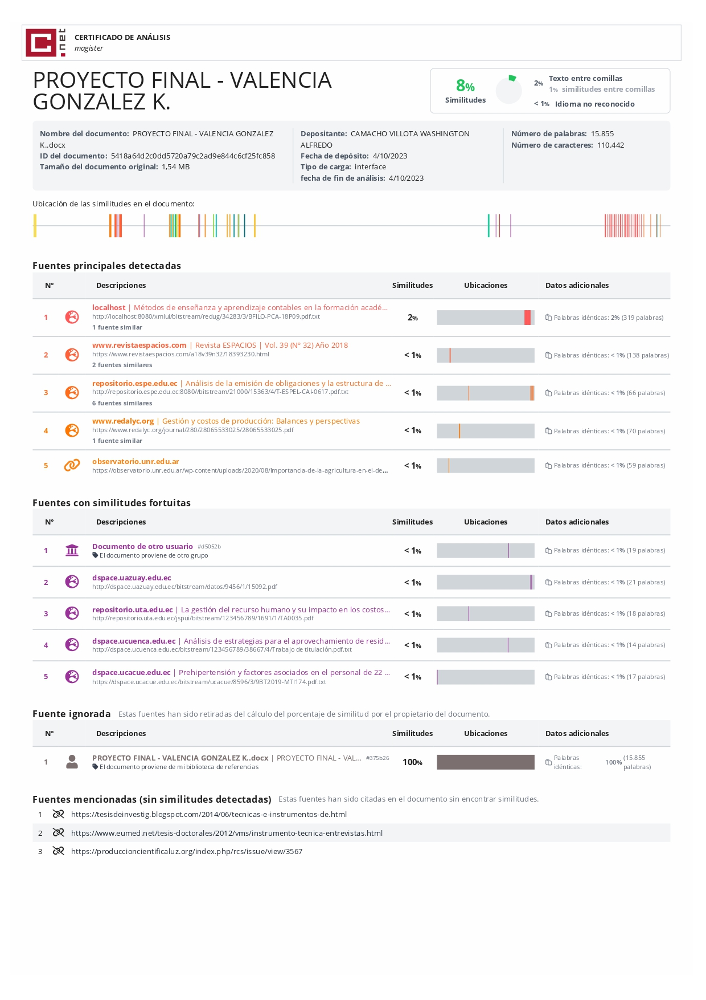 .net
CERTIFICADO DE ANÁLISIS
magister
PROYECTO FINAL - VALENCIA
GONZALEZ K.
8%
Similitudes
2% Texto entre comillas
1% similitudes entre comillas
< 1% Idioma no reconocido
Nombre del documento: PROYECTO FINAL - VALENCIA GONZALEZ
K..docx
ID del documento: 5418a64d2c0dd5720a79c2ad9e844c6cf25fc858
Tamaño del documento original: 1,54 MB
Depositante: CAMACHO VILLOTA WASHINGTON
ALFREDO
Fecha de depósito: 4/10/2023
Tipo de carga: interface
fecha de fin de análisis: 4/10/2023
Número de palabras: 15.855
Número de caracteres: 110.442
Ubicación de las similitudes en el documento:
Fuentes principales detectadas
N° Descripciones Similitudes Ubicaciones Datos adicionales
1 localhost | Métodos de enseñanza y aprendizaje contables en la formación acadé...
http://localhost:8080/xmlui/bitstream/redug/34283/3/BFILO-PCA-18P09.pdf.txt
1 fuente similar
2% Palabras idénticas: 2% (319 palabras)
2 www.revistaespacios.com | Revista ESPACIOS | Vol. 39 (Nº 32) Año 2018
https://www.revistaespacios.com/a18v39n32/18393230.html
2 fuentes similares
< 1% Palabras idénticas: < 1% (138 palabras)
3 repositorio.espe.edu.ec | Análisis de la emisión de obligaciones y la estructura de ...
http://repositorio.espe.edu.ec:8080//bitstream/21000/15363/4/T-ESPEL-CAI-0617.pdf.txt
6 fuentes similares
< 1% Palabras idénticas: < 1% (66 palabras)
4 www.redalyc.org | Gestión y costos de producción: Balances y perspectivas
https://www.redalyc.org/journal/280/28065533025/28065533025.pdf
1 fuente similar
< 1% Palabras idénticas: < 1% (70 palabras)
5 observatorio.unr.edu.ar
https://observatorio.unr.edu.ar/wp-content/uploads/2020/08/Importancia-de-la-agricultura-en-el-de...
< 1% Palabras idénticas: < 1% (59 palabras)
Fuentes con similitudes fortuitas
N° Descripciones Similitudes Ubicaciones Datos adicionales
1 Documento de otro usuario #d5052b
El documento proviene de otro grupo
< 1% Palabras idénticas: < 1% (19 palabras)
2 dspace.uazuay.edu.ec
http://dspace.uazuay.edu.ec/bitstream/datos/9456/1/15092.pdf
< 1% Palabras idénticas: < 1% (21 palabras)
3 repositorio.uta.edu.ec | La gestión del recurso humano y su impacto en los costos...
http://repositorio.uta.edu.ec/jspui/bitstream/123456789/1691/1/TA0035.pdf
< 1% Palabras idénticas: < 1% (18 palabras)
4 dspace.ucuenca.edu.ec | Análisis de estrategias para el aprovechamiento de resid...
http://dspace.ucuenca.edu.ec/bitstream/123456789/38667/4/Trabajo de titulación.pdf.txt
< 1% Palabras idénticas: < 1% (14 palabras)
5 dspace.ucacue.edu.ec | Prehipertensión y factores asociados en el personal de 22 ...
https://dspace.ucacue.edu.ec/bitstream/ucacue/8596/3/9BT2019-MTI174.pdf.txt
< 1% Palabras idénticas: < 1% (17 palabras)
Fuente ignorada Estas fuentes han sido retiradas del cálculo del porcentaje de similitud por el propietario del documento.
N° Descripciones Similitudes Ubicaciones Datos adicionales
1 PROYECTO FINAL - VALENCIA GONZALEZ K..docx | PROYECTO FINAL - VAL... #375b26
El documento proviene de mi biblioteca de referencias
100% Palabras idénticas: 100% (15.855 palabras)
Fuentes mencionadas (sin similitudes detectadas) Estas fuentes han sido citadas en el documento sin encontrar similitudes.
1 https://tesisdeinvestig.blogspot.com/2014/06/tecnicas-e-instrumentos-de.html
2 https://www.eumed.net/tesis-doctorales/2012/vms/instrumento-tecnica-entrevistas.html
3 https://produccioncientificaluz.org/index.php/rcs/issue/view/3567